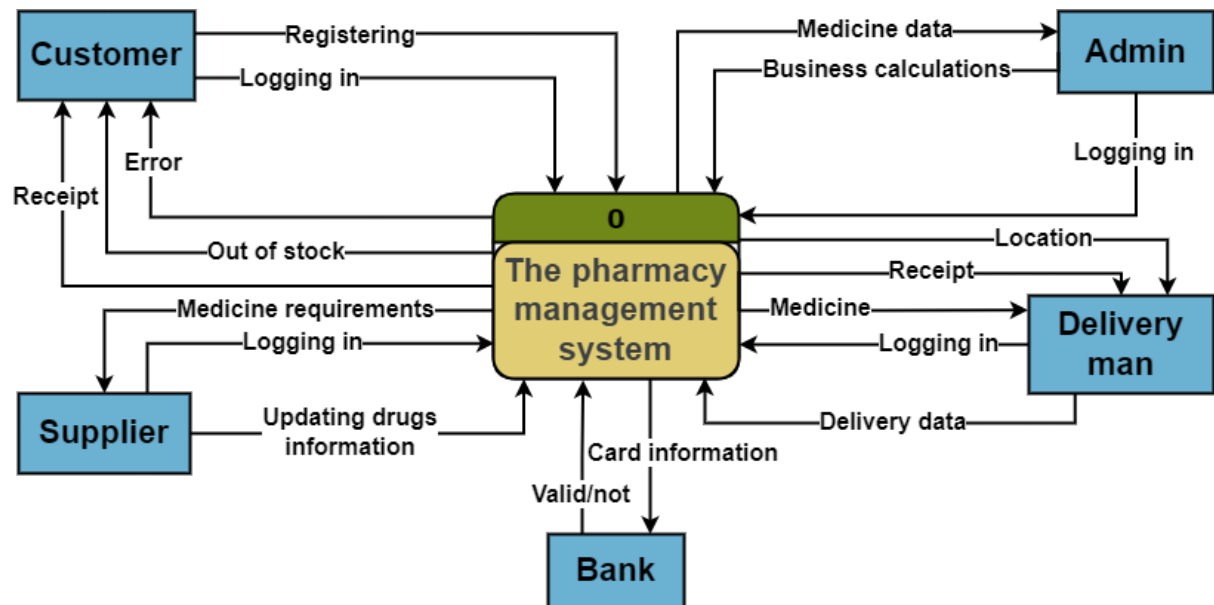 Customer
Registering
Logging in
Medicine data
Business calculations
Admin
Logging in
Error
Receipt
Out of stock
0
The pharmacy
management
system
Location
Receipt
Medicine
Logging in
Delivery
man
Delivery data
Medicine requirements
Logging in
Supplier
Updating drugs
information
Card information
Valid/not
Bank